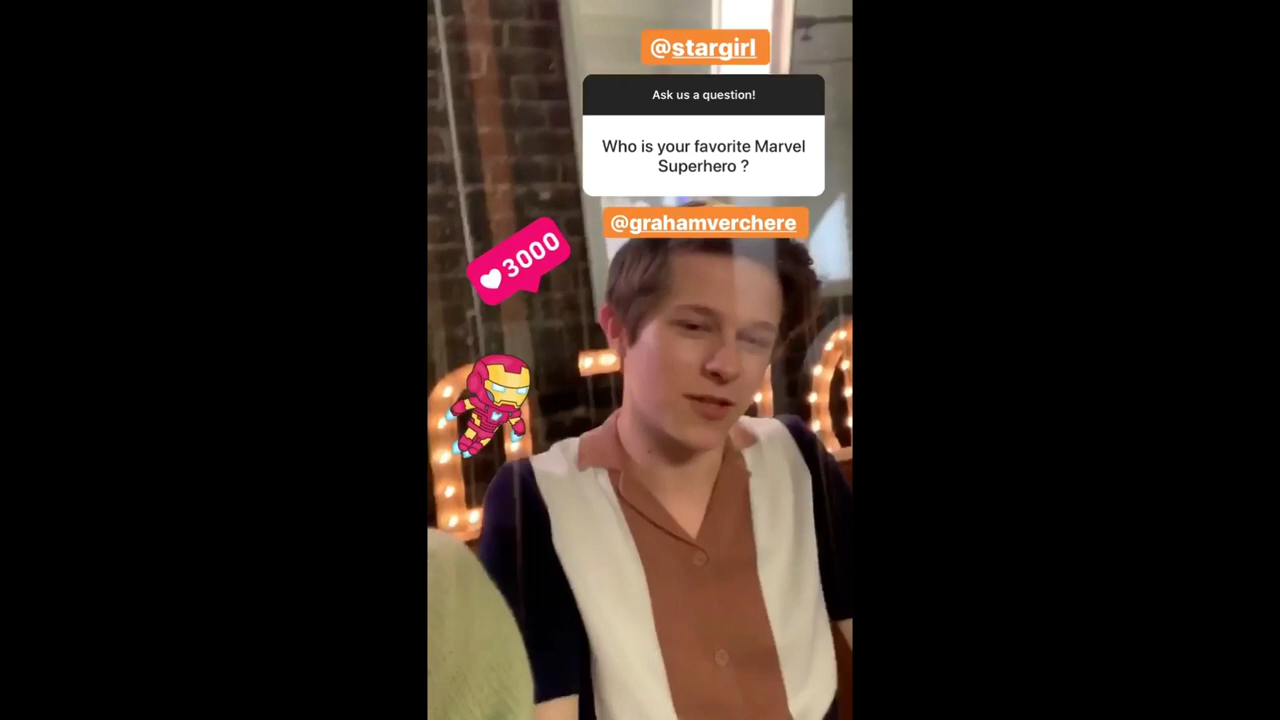 @stargirl
Ask us a question!
Who is your favorite Marvel
Superhero ?
@grahamverchere
3000